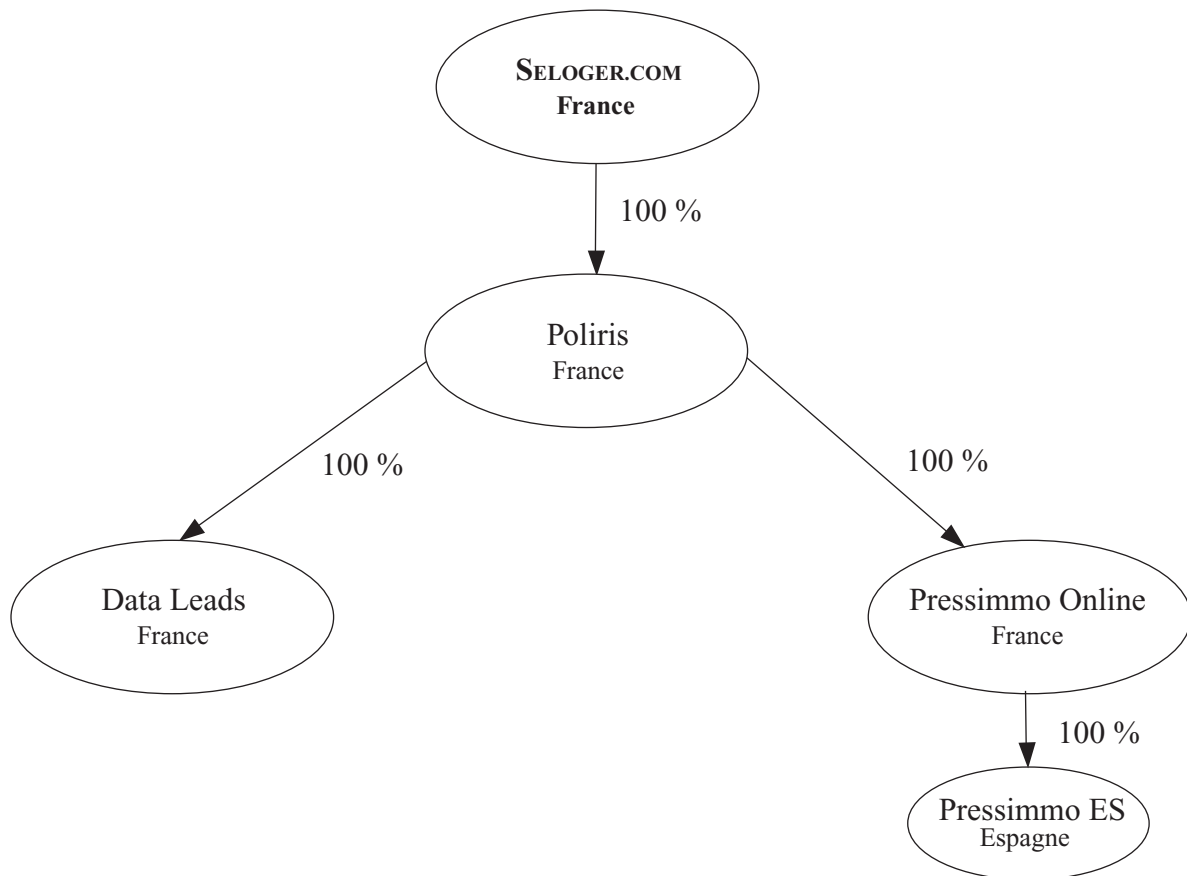 SELOGER.COM
France
100 %
Poliris
France
100 %
100 %
Data Leads
France
Pressimmo Online
France
100 %
Pressimmo ES
Espagne